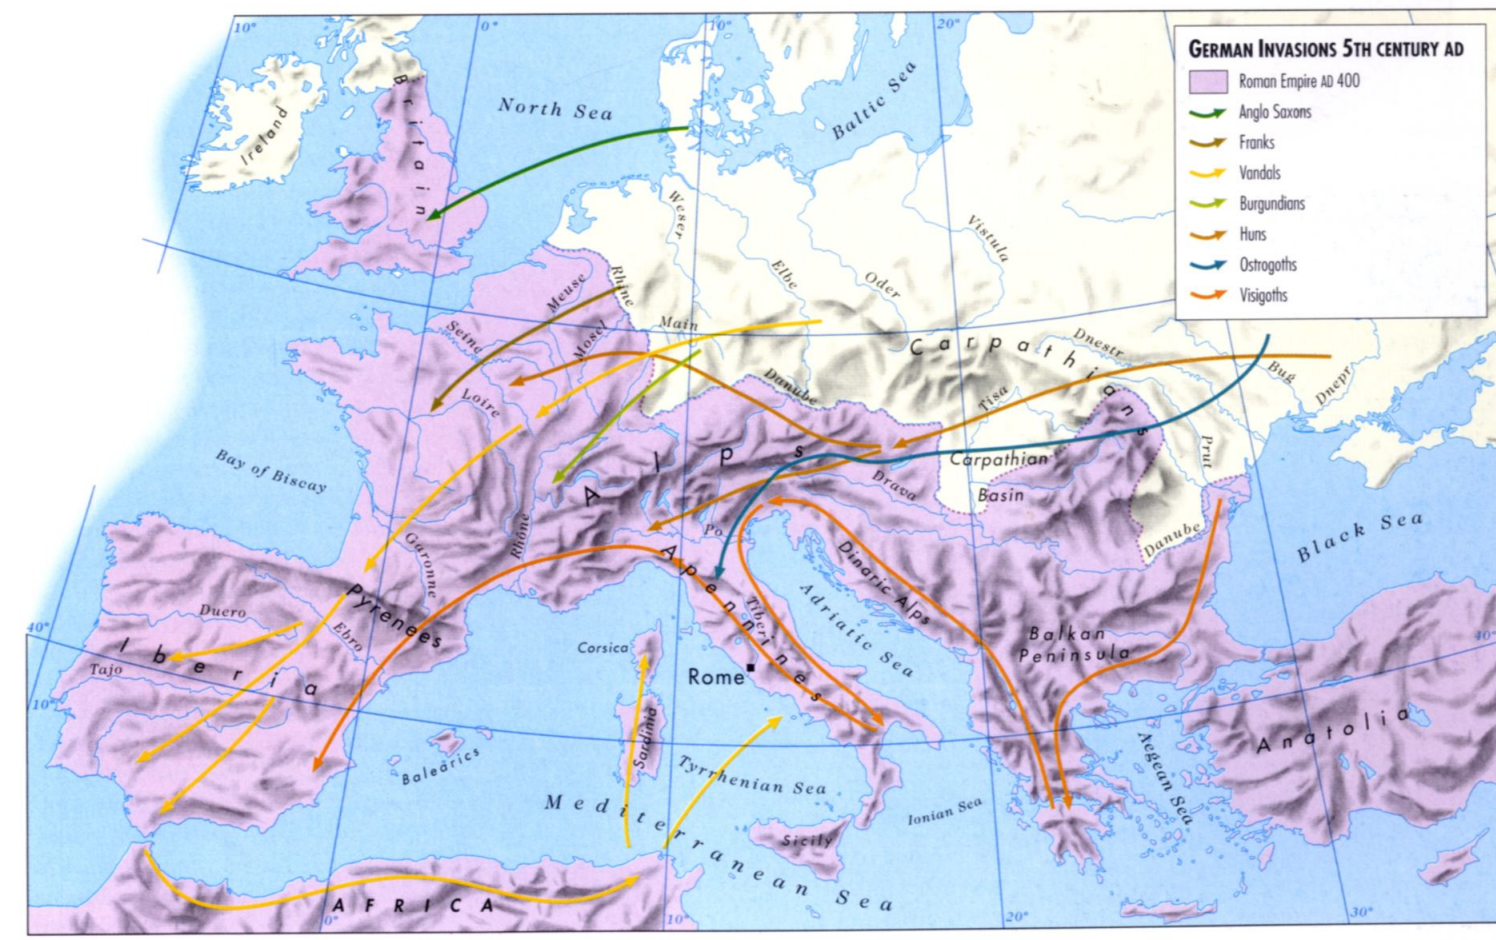 GERMAN INVASIONS 5TH CENTURY AD
Roman Empire AD 400
Anglo Saxons
Franks
Vandals
Burgundians
Huns
Ostrogoths
Visigoths
10°
0°
10°
20°
North Sea
Baltic Sea
Ireland
Britain
Weser
Elbe
Oder
Vistula
Rhine
Meuse
Mosel
Main
Seine
Loire
Danube
Carpathians
Dnestr
Bug
Dnepr
Tisa
Prut
Carpathian
Basin
Drava
Danube
Alps
Bay of Biscay
Garonne
Rhône
Po
Pyrenees
Apennines
Tiberi
Dinaric Alps
Adriatic Sea
Black Sea
Balkan
Peninsula
Duero
Ebro
Iberia
Tajo
40°
10°
40°
Corsica
Rome
Sardinia
Balearics
Tyrrhenian Sea
Mediterranean Sea
Sicily
Ionian Sea
Aegean Sea
Anatolia
AFRICA
0°
10°
20°
30°